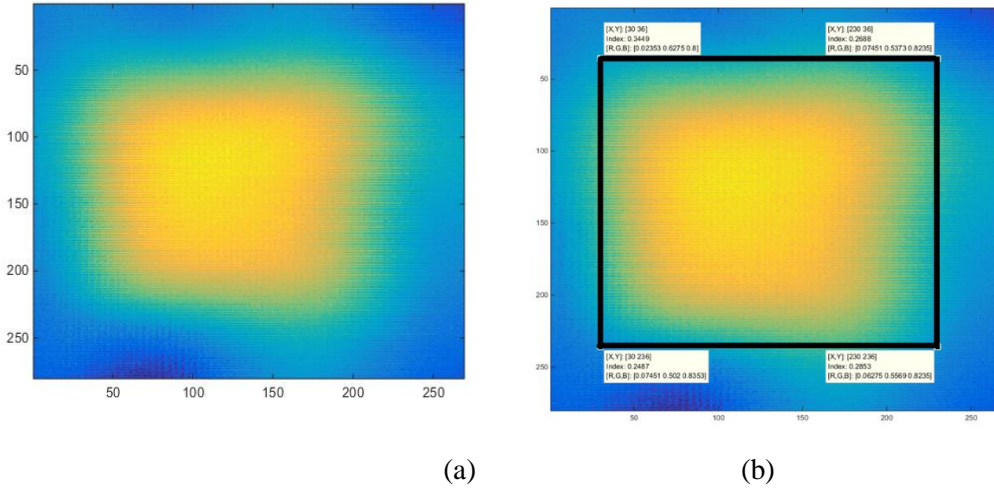 50
100
150
200
250
50
100
150
200
250
[X,Y]: [30 36]
Index: 0.3449
[R,G,B]: [0.02353 0.6275 0.8]
[X,Y]: [230 36]
Index: 0.2688
[R,G,B]: [0.07451 0.5373 0.8235]
50
100
150
200
250
[X,Y]: [30 236]
Index: 0.2487
[R,G,B]: [0.07451 0.502 0.8353]
[X,Y]: [230 236]
Index: 0.2853
[R,G,B]: [0.06275 0.5569 0.8235]
50
100
150
200
250
(a)
(b)